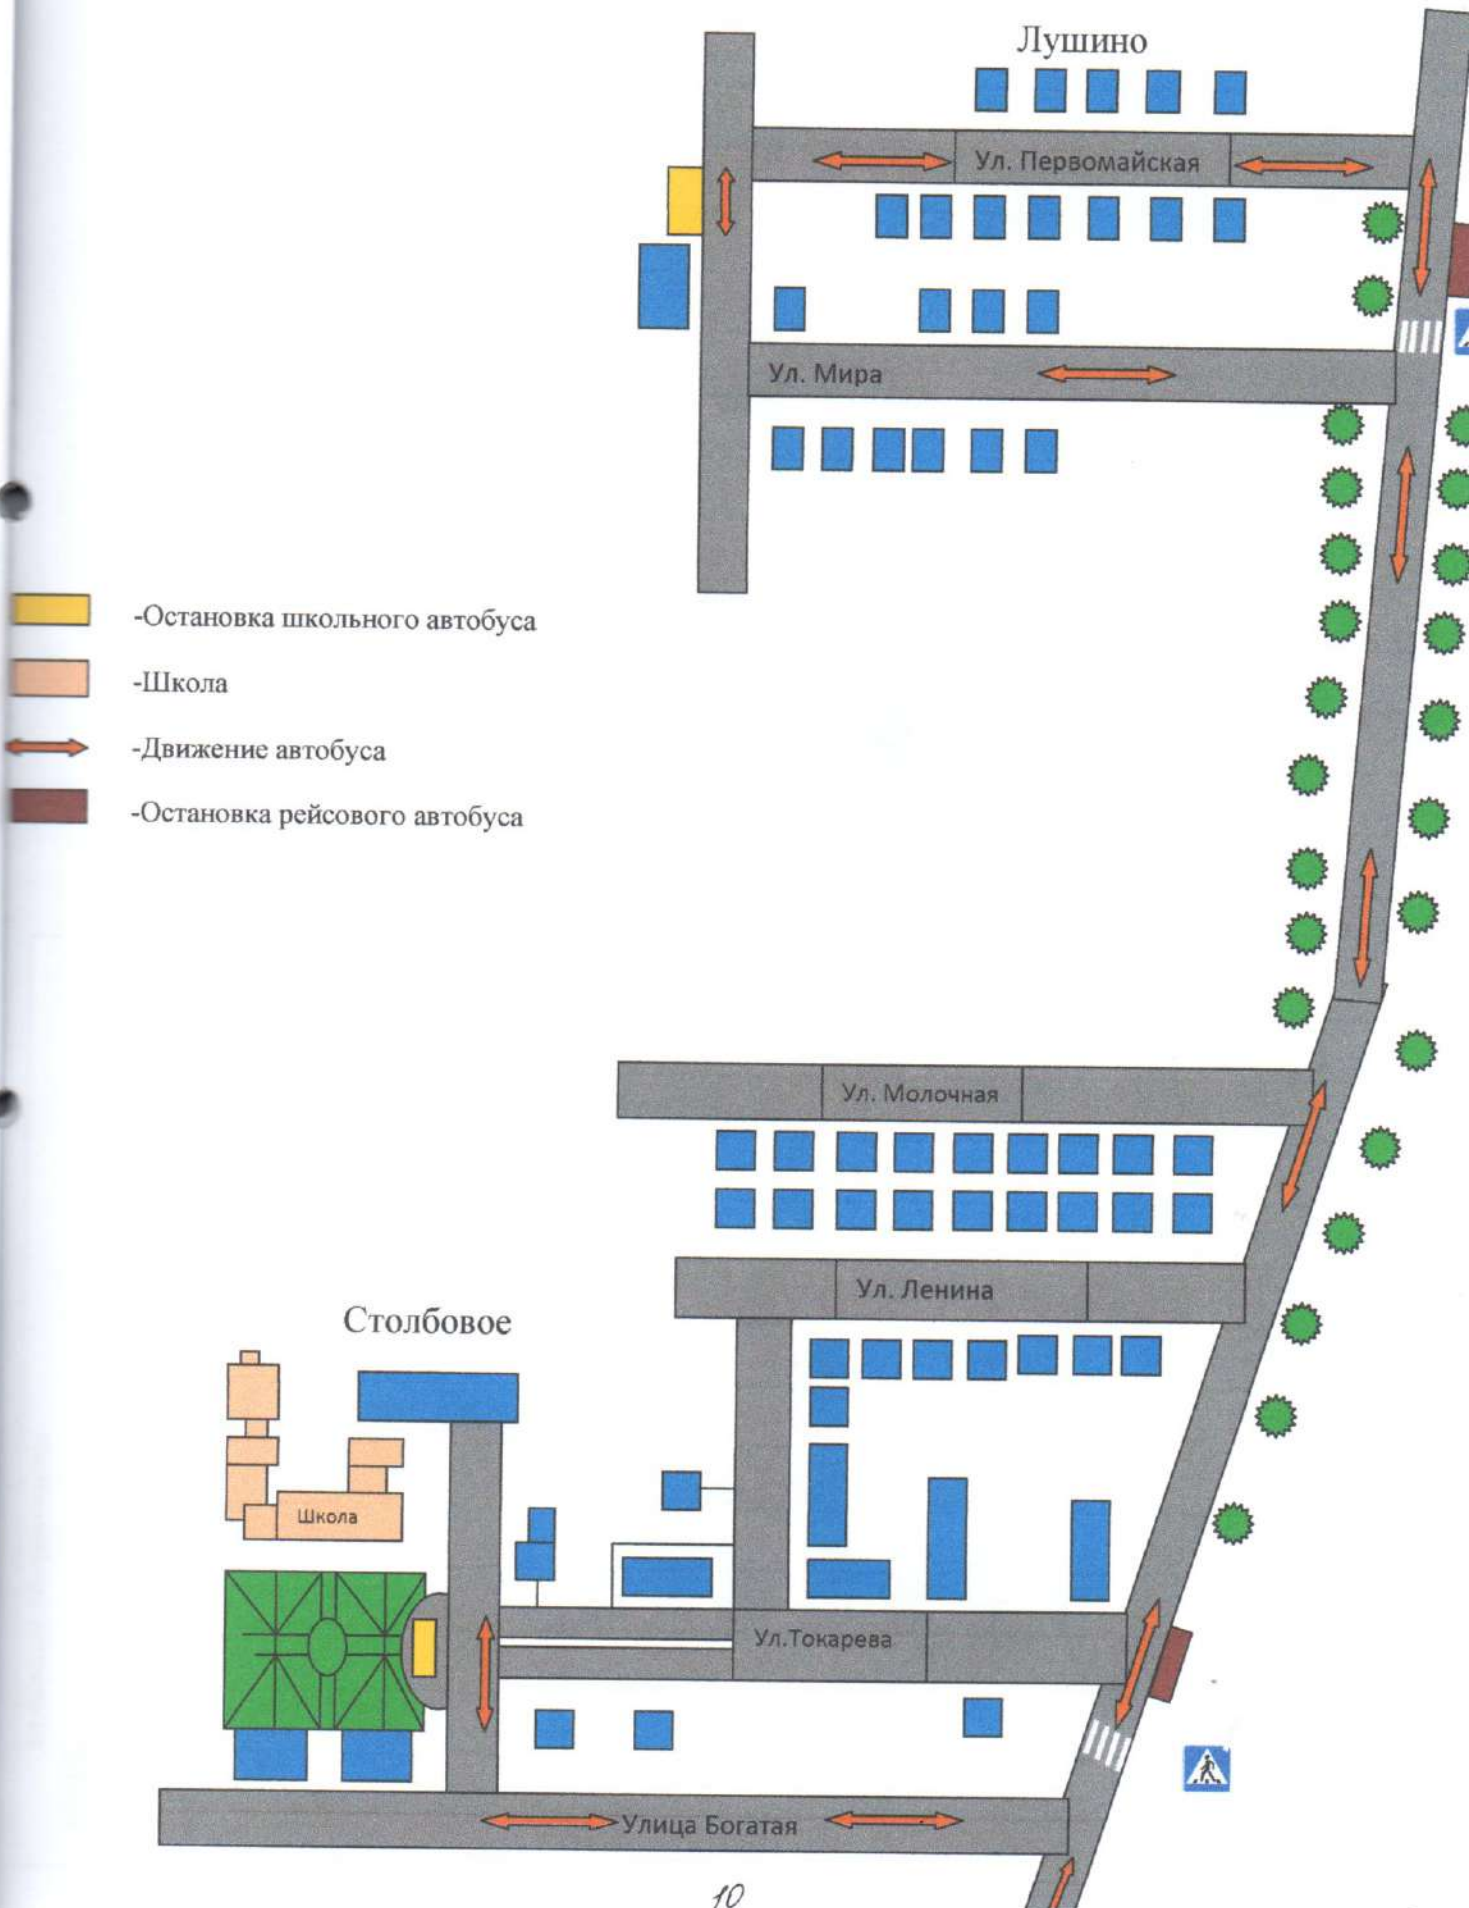 Лушино
Ул. Первомайская
Ул. Мира
-Остановка школьного автобуса
-Школа
-Движение автобуса
-Остановка рейсового автобуса
Ул. Молочная
Ул. Ленина
Столбовое
Школа
Ул.Токарева
Улица Богатая
10